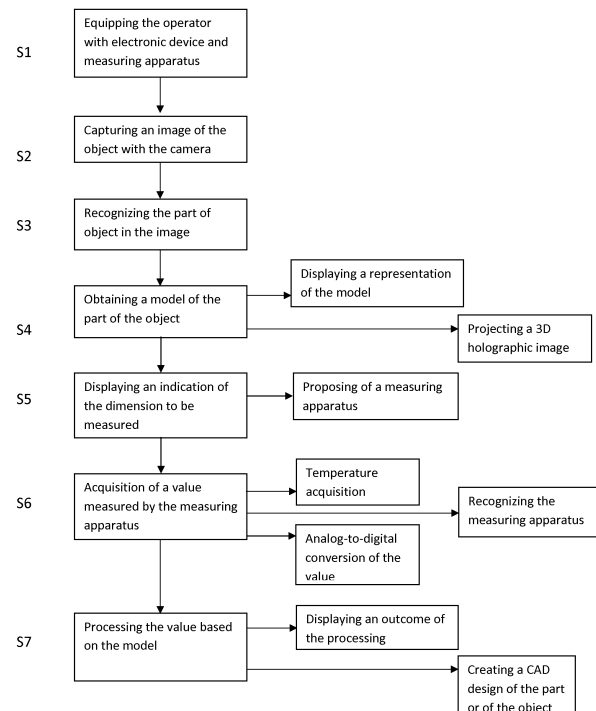 S1
Equipping the operator
with electronic device and
measuring apparatus
S2
Capturing an image of the
object with the camera
S3
Recognizing the part of
object in the image
S4
Obtaining a model of the
part of the object
Displaying a representation
of the model
Projecting a 3D
holographic image
S5
Displaying an indication of
the dimension to be
measured
Proposing of a measuring
apparatus
S6
Acquisition of a value
measured by the measuring
apparatus
Temperature
acquisition
Recognizing the
measuring apparatus
Analog-to-digital
conversion of the
value
S7
Processing the value based
on the model
Displaying an outcome of
the processing
Creating a CAD
design of the part
or of the object